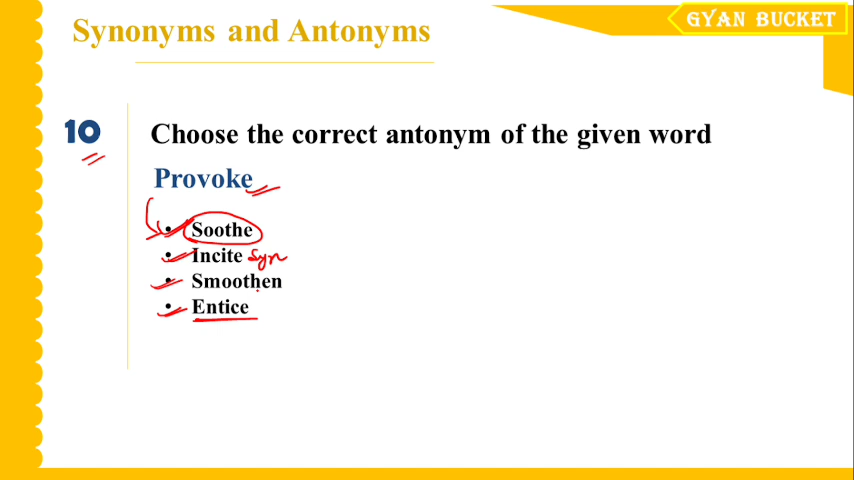 Synonyms and Antonyms
GYAN BUCKET
10
Choose the correct antonym of the given word
Provoke
• Soothe
• Incite Syn
• Smoothen
• Entice